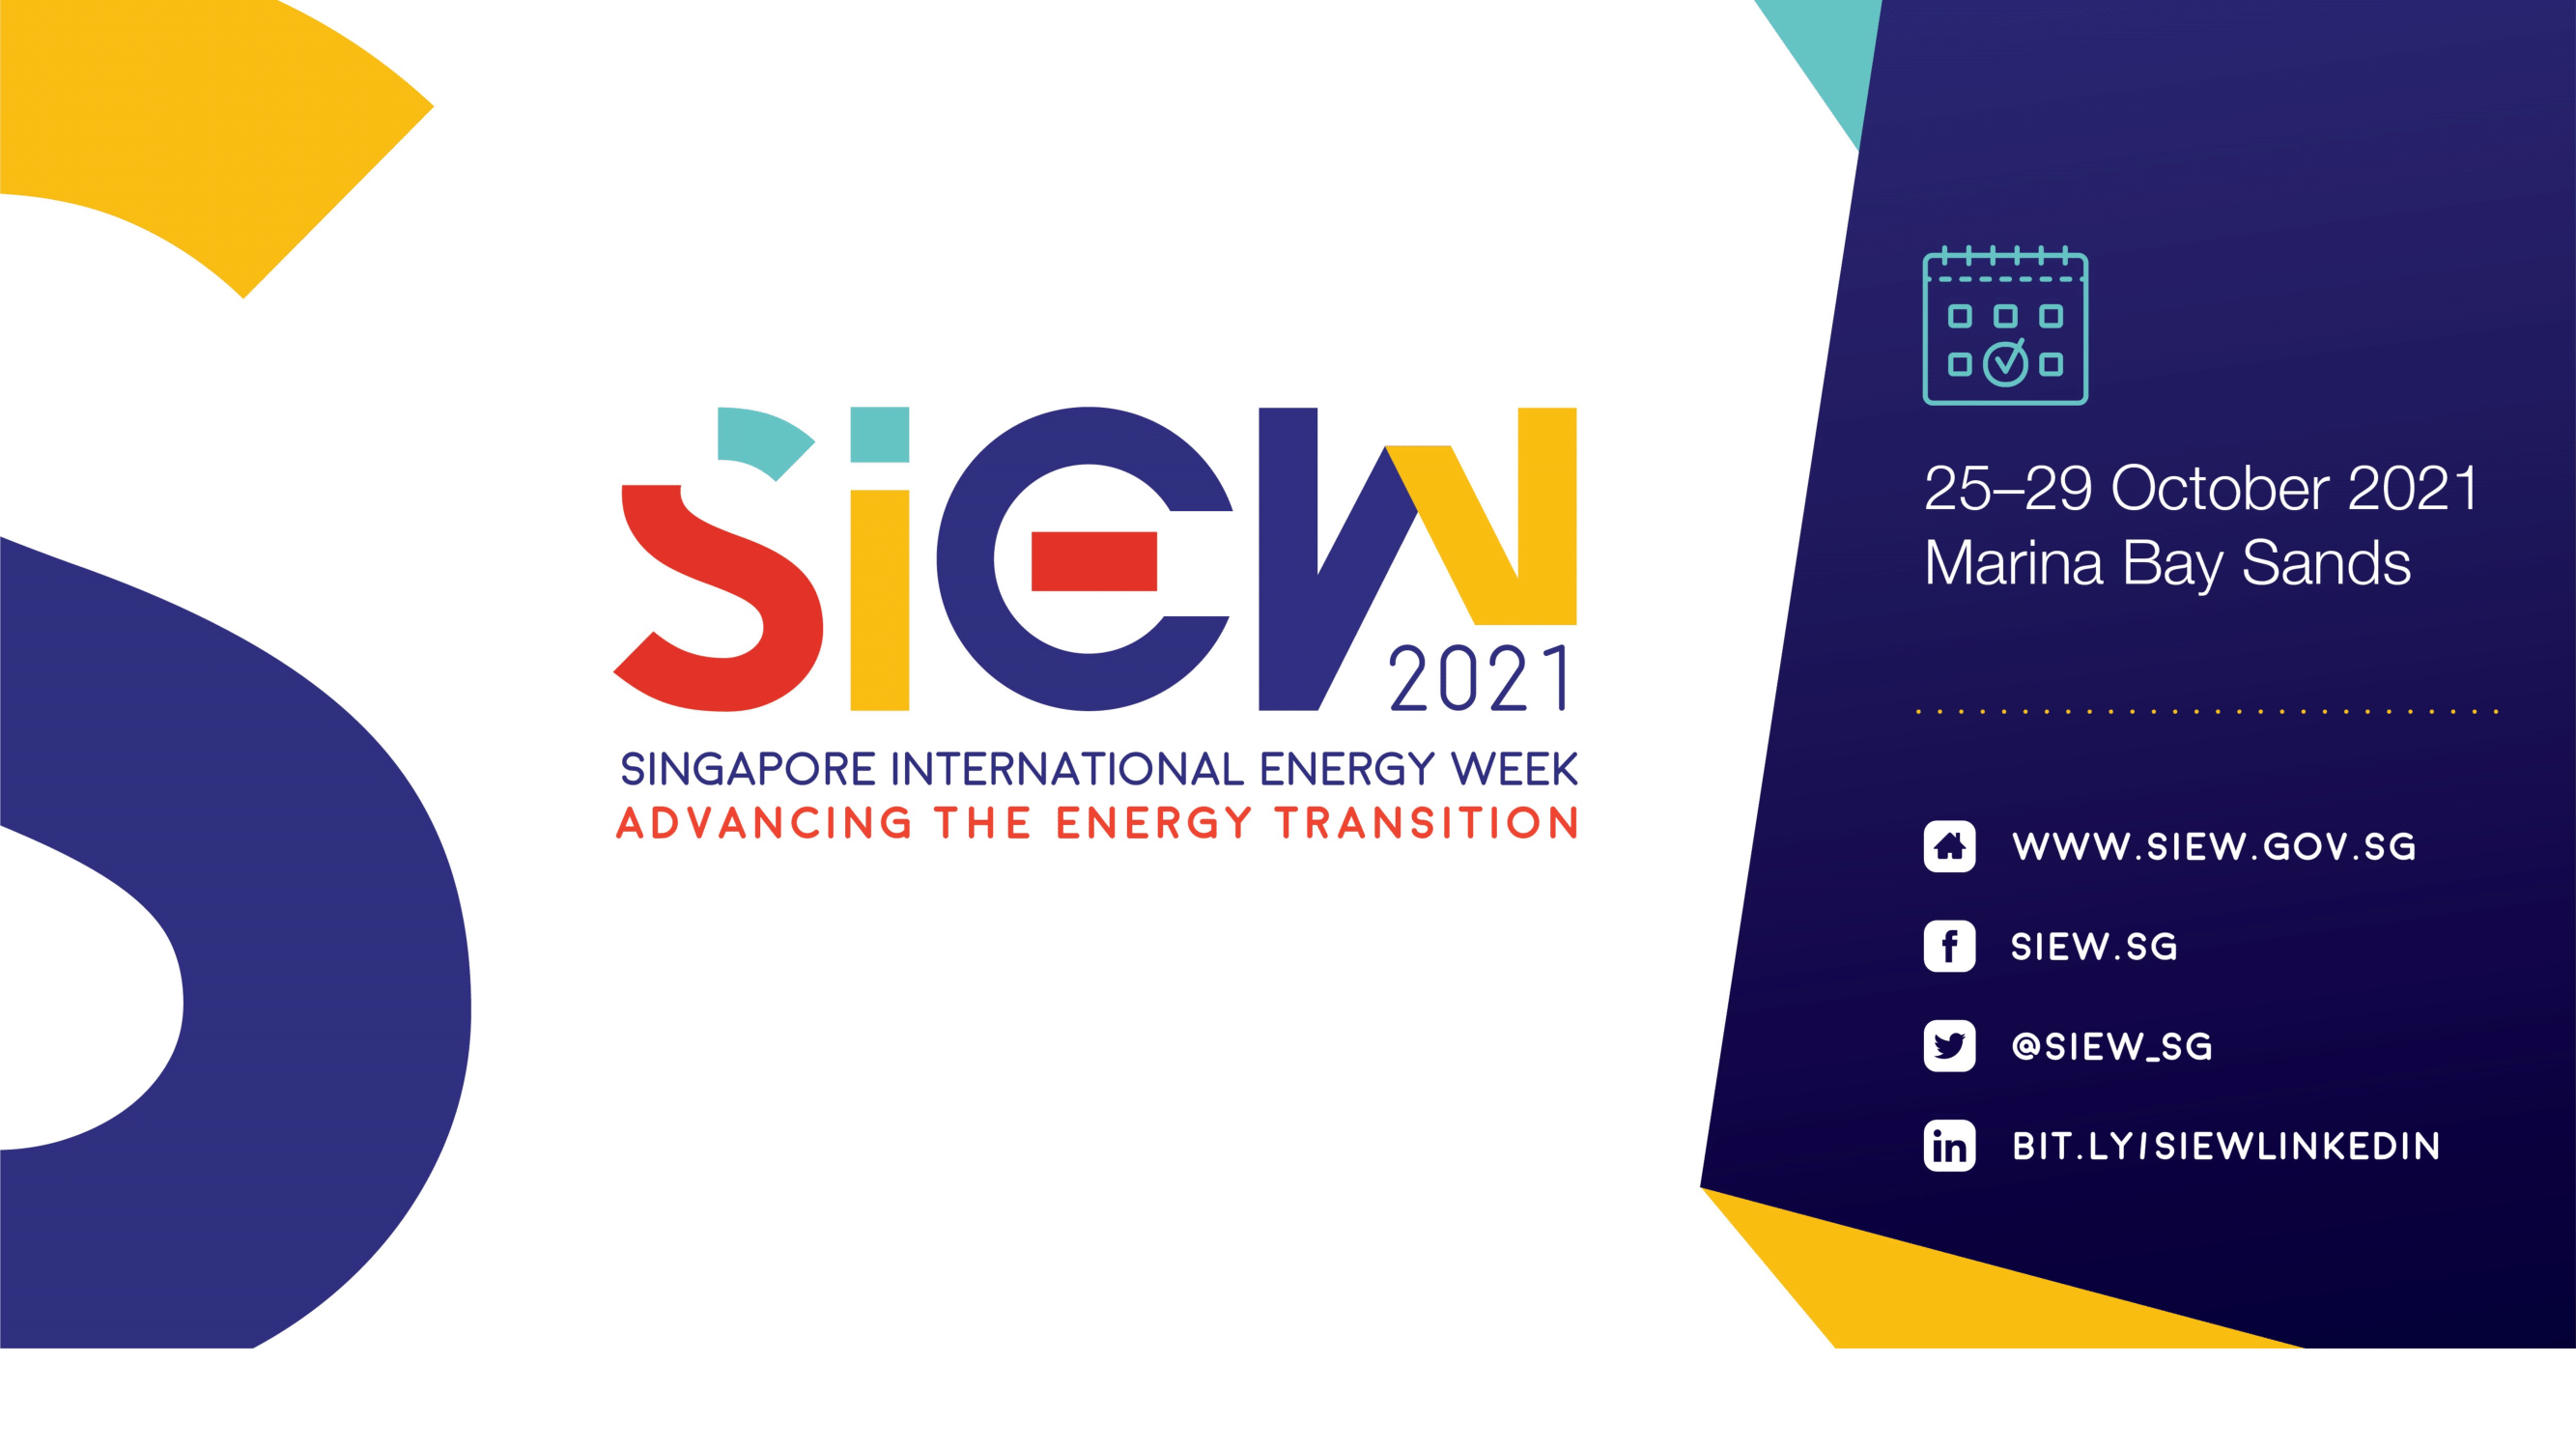 SiEW
2021
SINGAPORE INTERNATIONAL ENERGY WEEK
ADVANCING THE ENERGY TRANSITION
25–29 October 2021
Marina Bay Sands
WWW.SIEW.GOV.SG
f SIEW.SG
@SIEW_SG
in BIT.LY/SIEWLINKEDIN